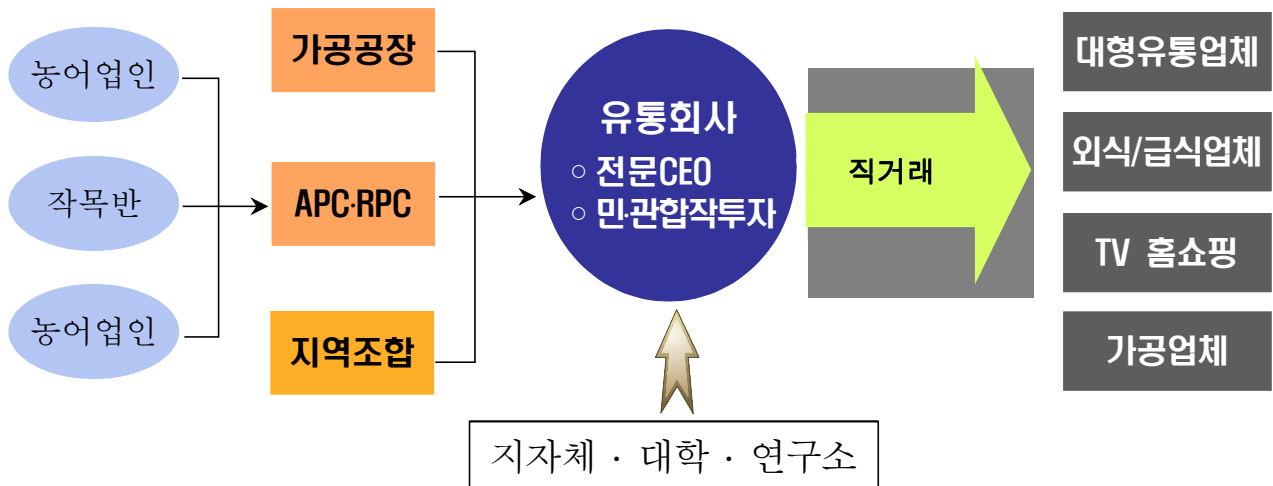 농어업인
작목반
농어업인
가공공장
APC·RPC
지역조합
유통회사
○ 전문CEO
○ 민·관합작투자
직거래
대형유통업체
외식/급식업체
TV 홈쇼핑
가공업체
지자체 · 대학 · 연구소